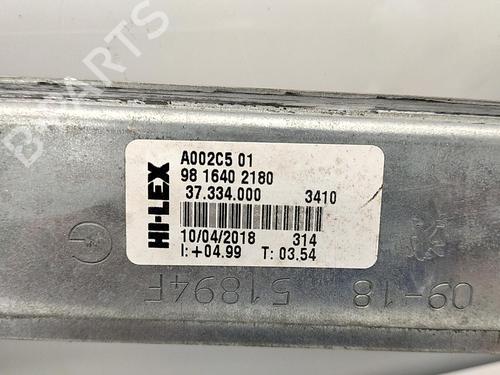 B-PARTS
HI-LEX
A002C5 01
98 1640 2180
37.334.000 3410
10/04/2018 314
I:+04.99 T: 03.54
09-18 51894F